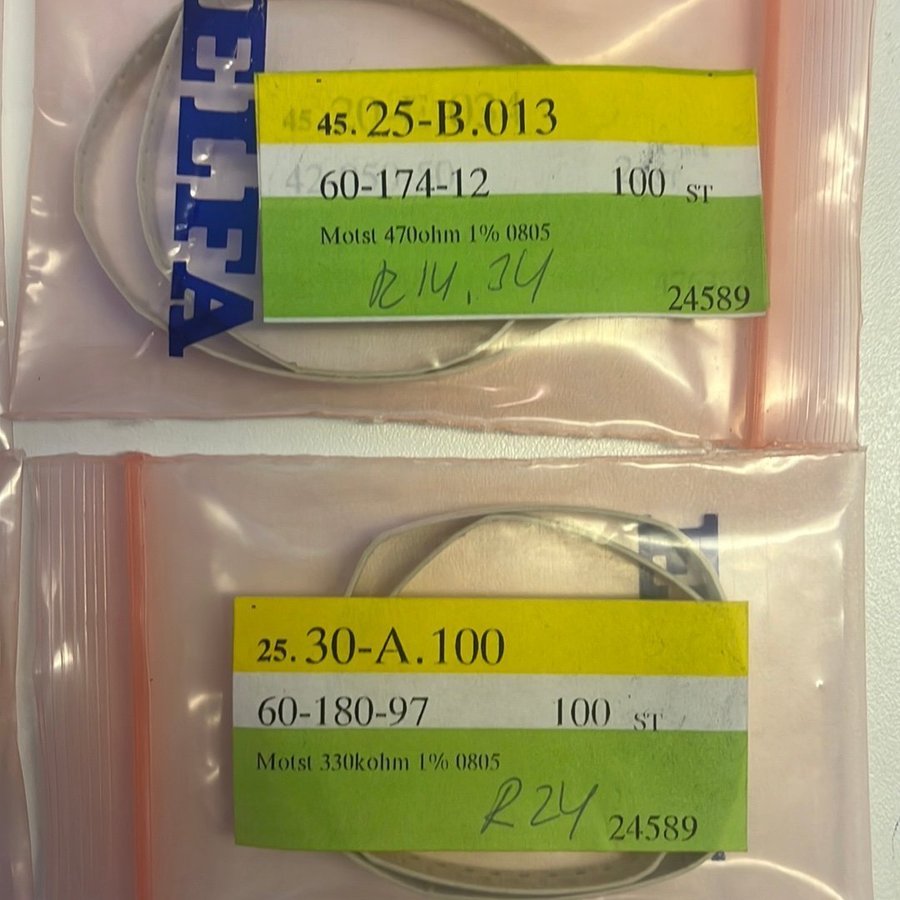 ELFA
45. 25-B.013
60-174-12 100 ST
Motst 470ohm 1% 0805
R14, 34
24589
25. 30-A.100
60-180-97 100 ST
Motst 330kohm 1% 0805
R24
24589